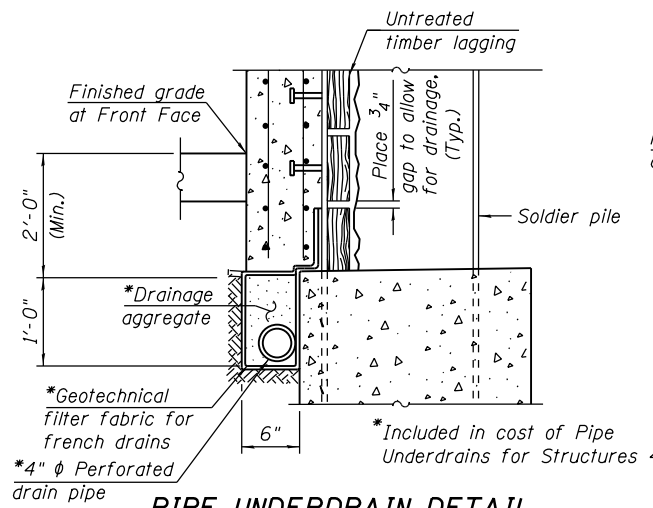 Untreated
timber lagging
Finished grade
at Front Face
Place 3/4"
gap to allow
for drainage.
(Typ.)
2'-0"
(Min.)
Soldier pile
1'-0"
*Drainage
aggregate
*Geotechnical
filter fabric for
french drains
6"
*Included in cost of Pipe
Underdrains for Structures 4
*4" ϕ Perforated
drain pipe
PIPE UNDERDRAIN DETAIL